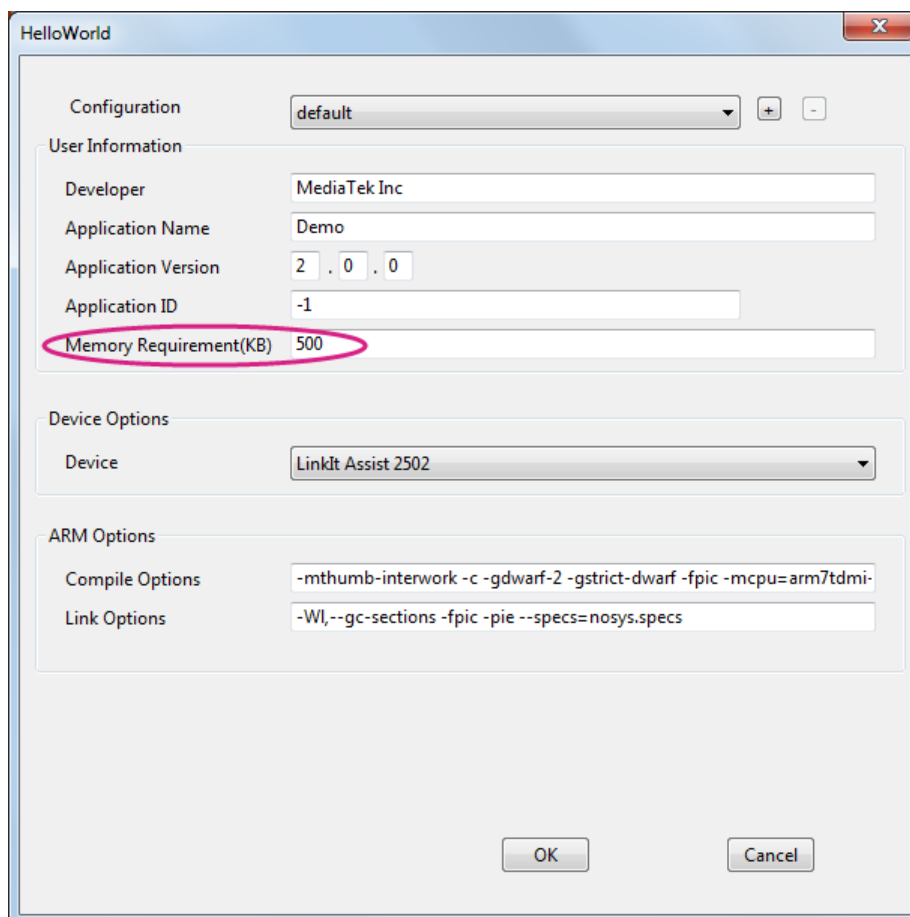 HelloWorld
Configuration default + -
User Information
Developer MediaTek Inc
Application Name Demo
Application Version 2 . 0 . 0
Application ID -1
Memory Requirement(KB) 500
Device Options
Device LinkIt Assist 2502
ARM Options
Compile Options -mthumb-interwork -c -gdwarf-2 -gstrict-dwarf -fpic -mcpu=arm7tdmi-
Link Options -Wl,--gc-sections -fpic -pie --specs=nosys.specs
OK Cancel